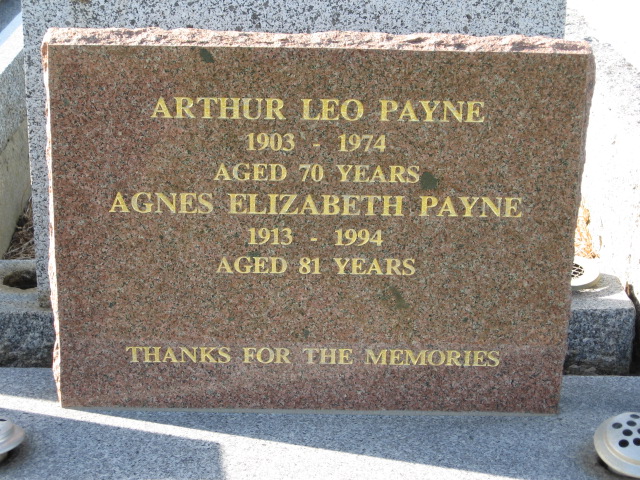 ARTHUR LEO PAYNE
1903 - 1974
AGED 70 YEARS
AGNES ELIZABETH PAYNE
1913 - 1994
AGED 81 YEARS
THANKS FOR THE MEMORIES